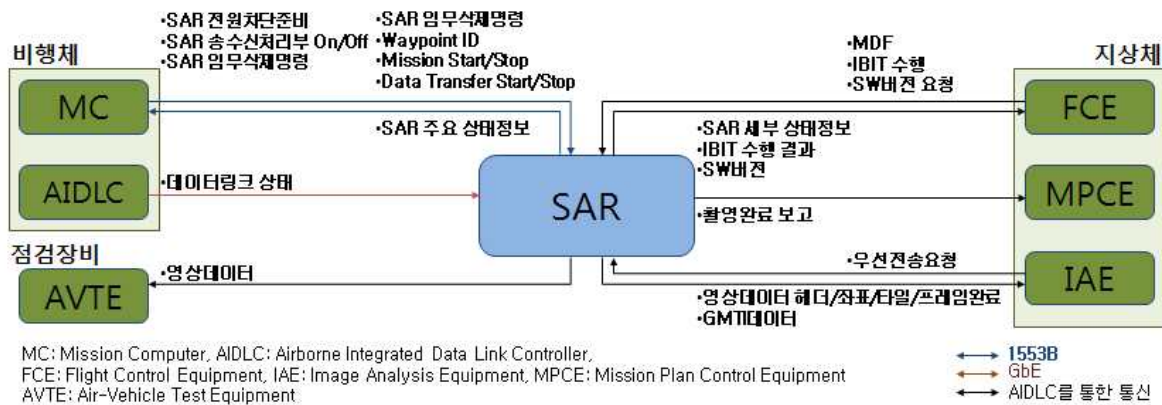 •SAR 전원차단준비
•SAR 송수신처리부 On/Off
•SAR 임무삭제명령
•SAR 임무삭제명령
•Waypoint ID
•Mission Start/Stop
•Data Transfer Start/Stop
•MDF
•IBIT 수행
•SW버전 요청
비행체
지상체
MC
FCE
•SAR 주요 상태정보
•SAR 세부 상태정보
•IBIT 수행 결과
•SW버전
AIDLC
•데이터링크 상태
SAR
MPCE
•촬영완료 보고
점검장비
•영상데이터
AVTE
•우선전송요청
IAE
•영상데이터 헤더/좌표/타일/프레임완료
•GMTI데이터
MC: Mission Computer, AIDLC: Airborne Integrated Data Link Controller,
FCE: Flight Control Equipment, IAE: Image Analysis Equipment, MPCE: Mission Plan Control Equipment
AVTE: Air-Vehicle Test Equipment
1553B
GbE
AIDLC를 통한 통신